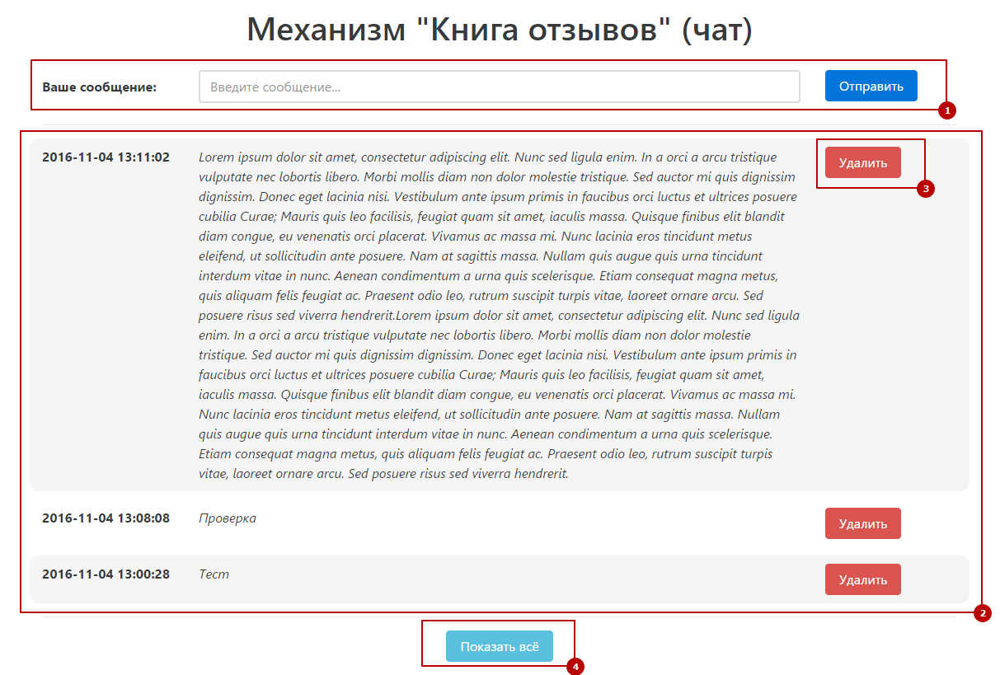 Механизм "Книга отзывов" (чат)
Ваше сообщение:
Введите сообщение...
Отправить
1
2016-11-04 13:11:02
Lorem ipsum dolor sit amet, consectetur adipiscing elit. Nunc sed ligula enim. In a orci a arcu tristique
vulputate nec lobortis libero. Morbi mollis diam non dolor molestie tristique. Sed auctor mi quis dignissim
dignissim. Donec eget lacinia nisi. Vestibulum ante ipsum primis in faucibus orci luctus et ultrices posuere
cubilia Curae; Mauris quis leo facilisis, feugiat quam sit amet, iaculis massa. Quisque finibus elit blandit
diam congue, eu venenatis orci placerat. Vivamus ac massa mi. Nunc lacinia eros tincidunt metus
eleifend, ut sollicitudin ante posuere. Nam at sagittis massa. Nullam quis augue quis urna tincidunt
interdum vitae in nunc. Aenean condimentum a urna quis scelerisque. Etiam consequat magna metus,
quis aliquam felis feugiat ac. Praesent odio leo, rutrum suscipit turpis vitae, laoreet ornare arcu. Sed
posuere risus sed viverra hendrerit.Lorem ipsum dolor sit amet, consectetur adipiscing elit. Nunc sed ligula
enim. In a orci a arcu tristique vulputate nec lobortis libero. Morbi mollis diam non dolor molestie
tristique. Sed auctor mi quis dignissim dignissim. Donec eget lacinia nisi. Vestibulum ante ipsum primis in
faucibus orci luctus et ultrices posuere cubilia Curae; Mauris quis leo facilisis, feugiat quam sit amet,
iaculis massa. Quisque finibus elit blandit diam congue, eu venenatis orci placerat. Vivamus ac massa mi.
Nunc lacinia eros tincidunt metus eleifend, ut sollicitudin ante posuere. Nam at sagittis massa. Nullam
quis augue quis urna tincidunt interdum vitae in nunc. Aenean condimentum a urna quis scelerisque.
Etiam consequat magna metus, quis aliquam felis feugiat ac. Praesent odio leo, rutrum suscipit turpis
vitae, laoreet ornare arcu. Sed posuere risus sed viverra hendrerit.
Удалить
3
2016-11-04 13:08:08
Проверка
Удалить
2016-11-04 13:00:28
Тест
Удалить
2
Показать всё
4